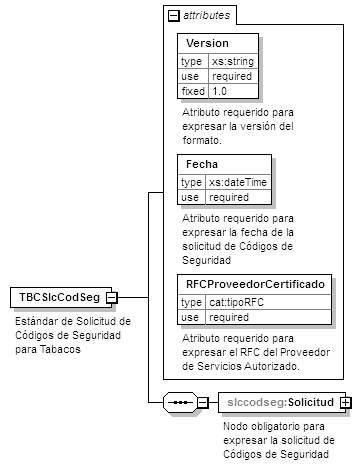 attributes
Version
type xs:string
use required
fixed 1.0
Atributo requerido para
expresar la versión del
formato.
Fecha
type xs:dateTime
use required
Atributo requerido para
expresar la fecha de la
solicitud de Códigos de
Seguridad
RFCProveedorCertificado
type cat:tipoRFC
use required
Atributo requerido para
expresar el RFC del Proveedor
de Servicios Autorizado.
TBCSlcCodSeg
Estándar de Solicitud de
Códigos de Seguridad
para Tabacos
slccodseg:Solicitud
Nodo obligatorio para
expresar la solicitud de
Códigos de Seguridad